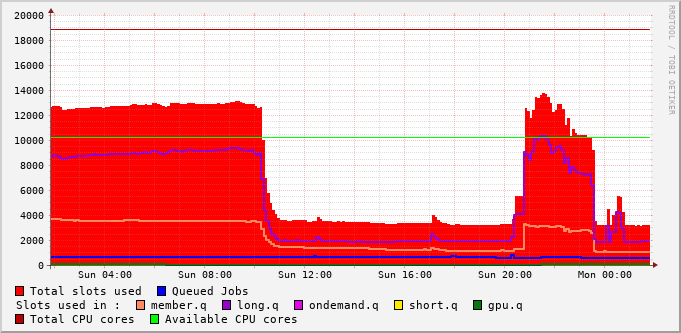 20000
18000
16000
14000
12000
10000
8000
6000
4000
2000
0
Sun 04:00 Sun 08:00 Sun 12:00 Sun 16:00 Sun 20:00 Mon 00:00
RRDTOOL / TOBI OETIKER
Total slots used Queued Jobs
Slots used in : member.q long.q ondemand.q short.q gpu.q
Total CPU cores Available CPU cores